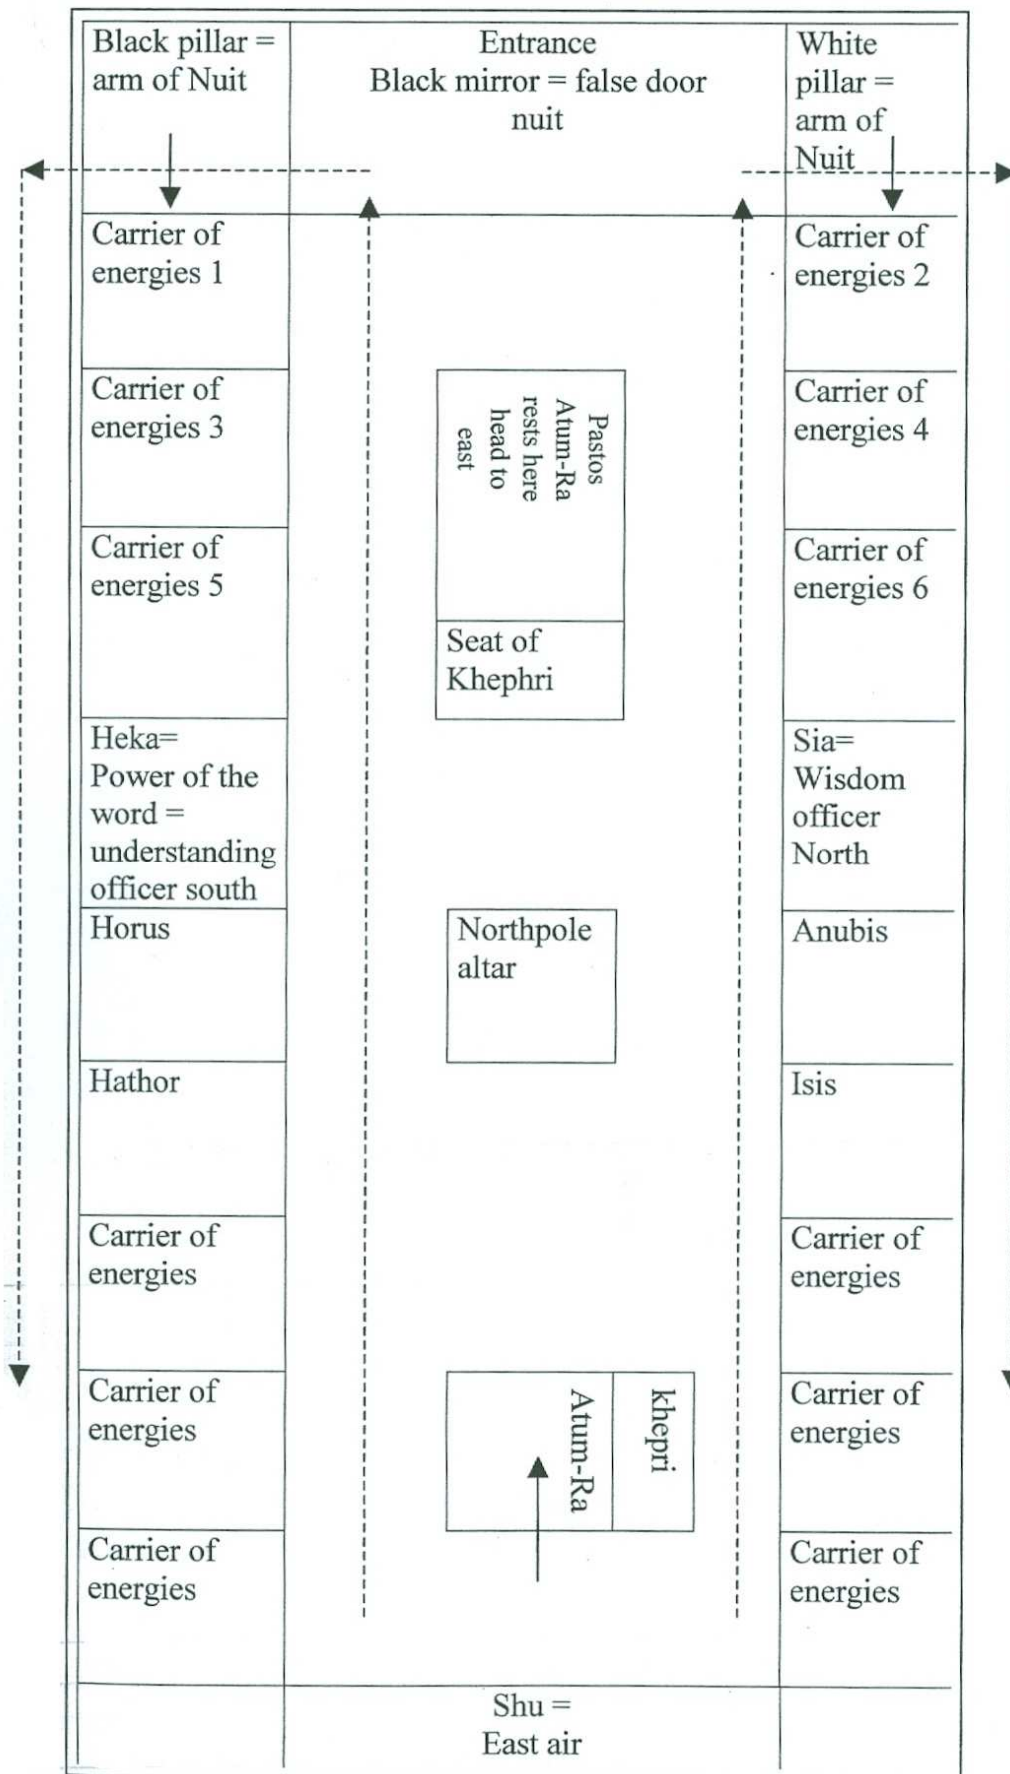 Black pillar =
arm of Nuit
Entrance
Black mirror = false door
nuit
White
pillar =
arm of
Nuit
Carrier of
energies 1
Carrier of
energies 2
Carrier of
energies 3
Pastos
Atum-Ra
rests here
head to
east
Carrier of
energies 4
Carrier of
energies 5
Carrier of
energies 6
Seat of
Khephri
Heka=
Power of the
word =
understanding
officer south
Sia=
Wisdom
officer
North
Horus
Northpole
altar
Anubis
Hathor
Isis
Carrier of
energies
Carrier of
energies
Carrier of
energies
Atum-Ra
khepri
Carrier of
energies
Carrier of
energies
Carrier of
energies
Shu =
East air